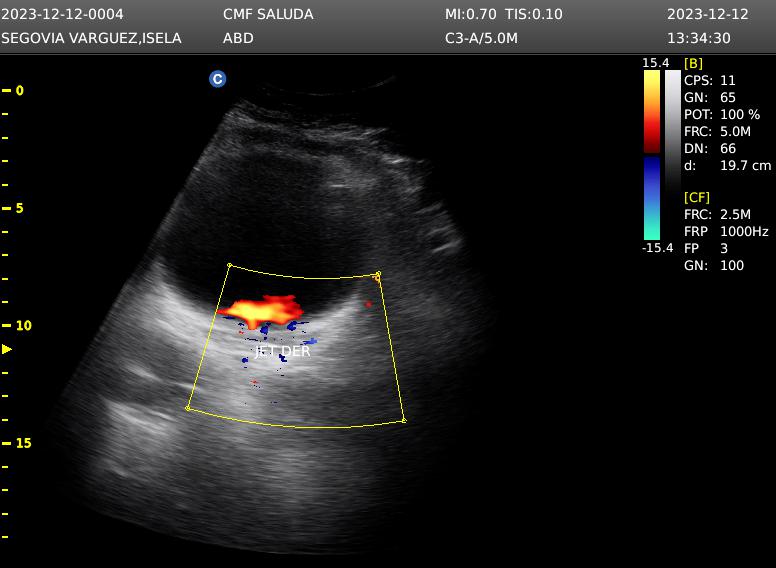 2023-12-12-0004 CMF SALUDA MI:0.70 TIS:0.10 2023-12-12
SEGOVIA VARGUEZ,ISELA ABD C3-A/5.0M 13:34:30
C
15.4 [B]
CPS: 11
GN: 65
POT: 100 %
FRC: 5.0M
DN: 66
d: 19.7 cm
[CF]
FRC: 2.5M
-15.4
FRP 1000Hz
FP 3
GN: 100
0
5
10
15
JET DER